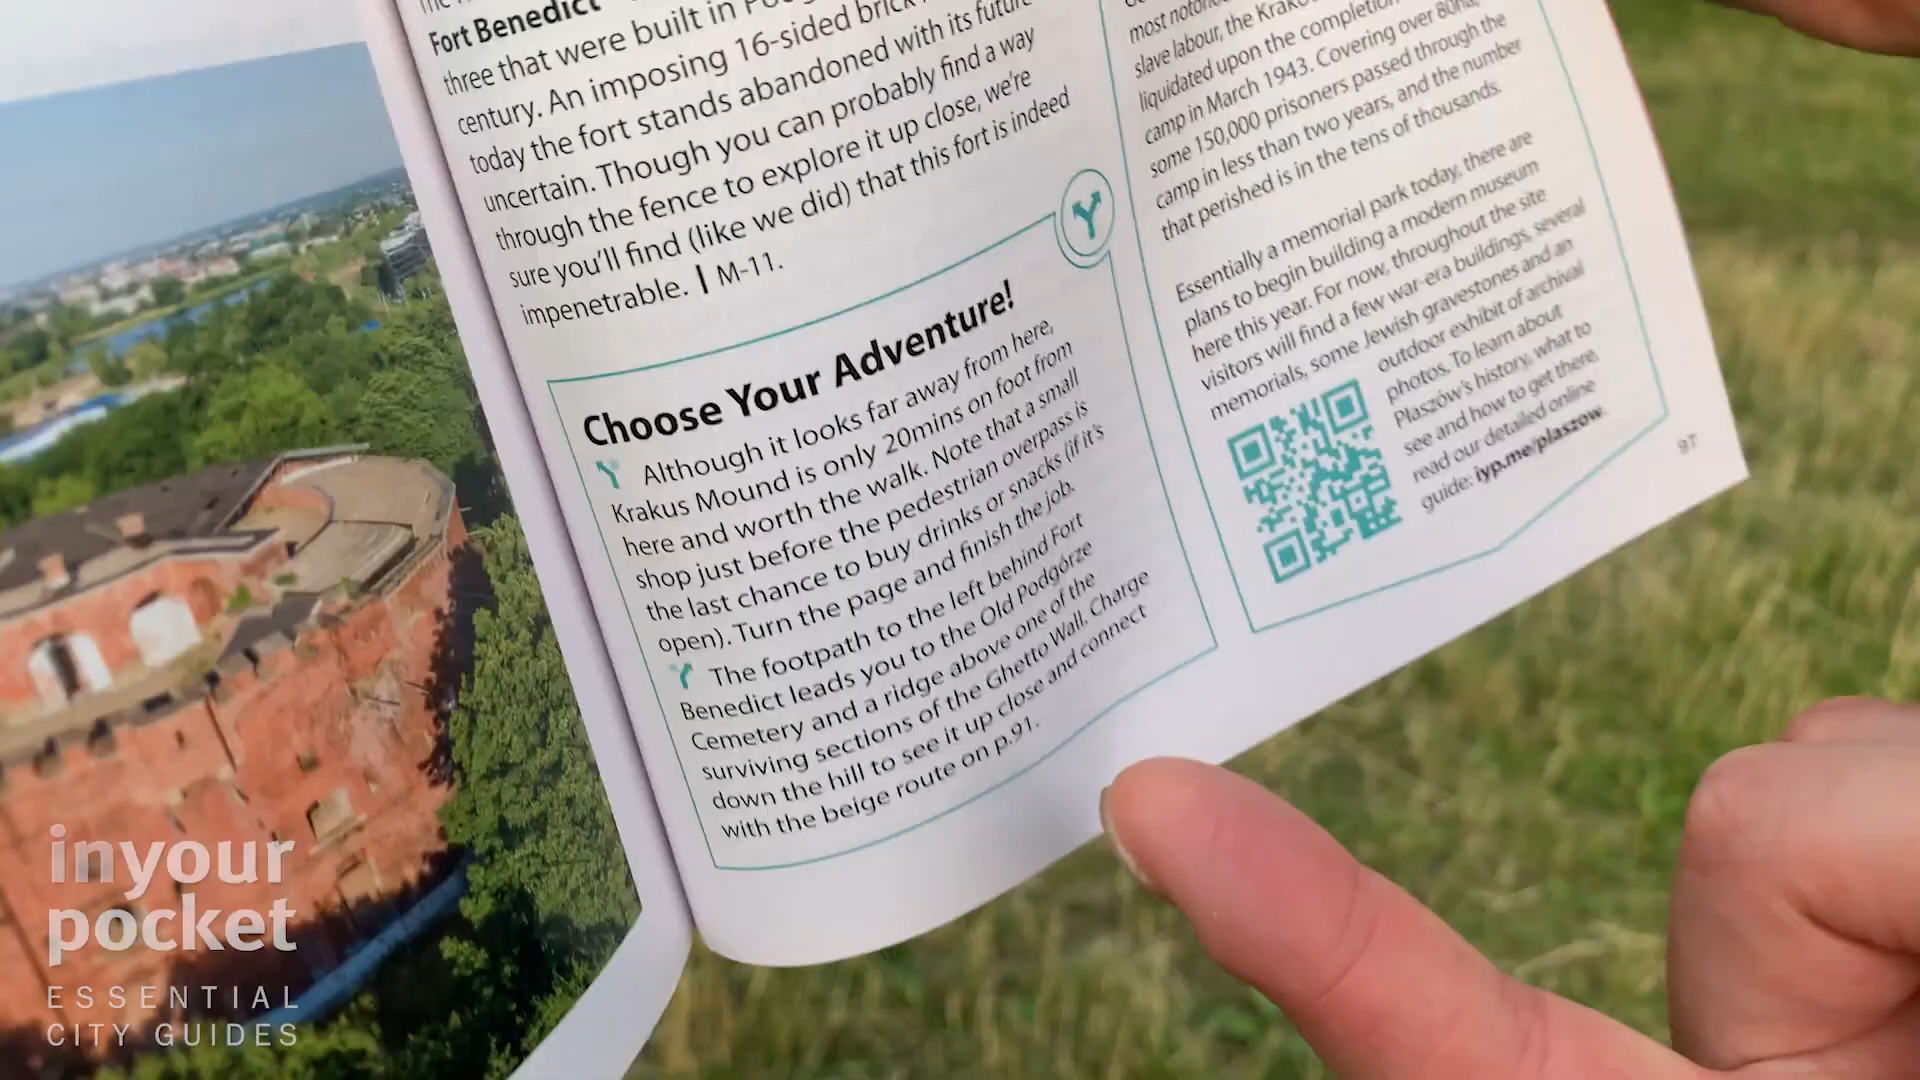 Fort Benedict
three that were built in
century. An imposing 16-sided brick
today the fort stands abandoned with its future
uncertain. Though you can probably find a way
through the fence to explore it up close, we're
sure you'll find (like we did) that this fort is indeed
impenetrable. | M-11.
Choose Your Adventure!
Although it looks far away from here,
Krakus Mound is only 20mins on foot from
here and worth the walk. Note that a small
shop just before the pedestrian overpass is
the last chance to buy drinks or snacks (if it's
open). Turn the page and finish the job.
The footpath to the left behind Fort
Benedict leads you to the Old Podgórze
Cemetery and a ridge above one of the
surviving sections of the Ghetto Wall. Charge
down the hill to see it up close and connect
with the beige route on p.91.
most
slave labour, the
liquidated upon the completion
camp in March 1943. Covering over 80ha,
some 150,000 prisoners passed through the
camp in less than two years, and the number
that perished is in the tens of thousands.
Essentially a memorial park today, there are
plans to begin building a modern museum
here this year. For now, throughout the site
visitors will find a few war-era buildings, several
memorials, some Jewish gravestones and an
outdoor exhibit of archival
photos. To learn about
Płaszów's history, what to
see and how to get there,
read our detailed online
guide: iyp.me/plaszow.
97
inyour
pocket
ESSENTIAL
CITY GUIDES